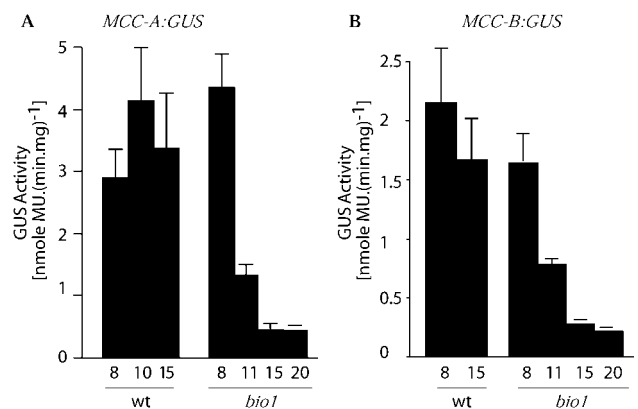 A MCC-A:GUS
GUS Activity
[nmole MU.(min.mg)-1]
5
4
3
2
1
0
8 10 15 8 11 15 20
wt bio1
B MCC-B:GUS
GUS Activity
[nmole MU.(min.mg)-1]
2.5
2
1.5
1
0.5
0
8 15 8 11 15 20
wt bio1